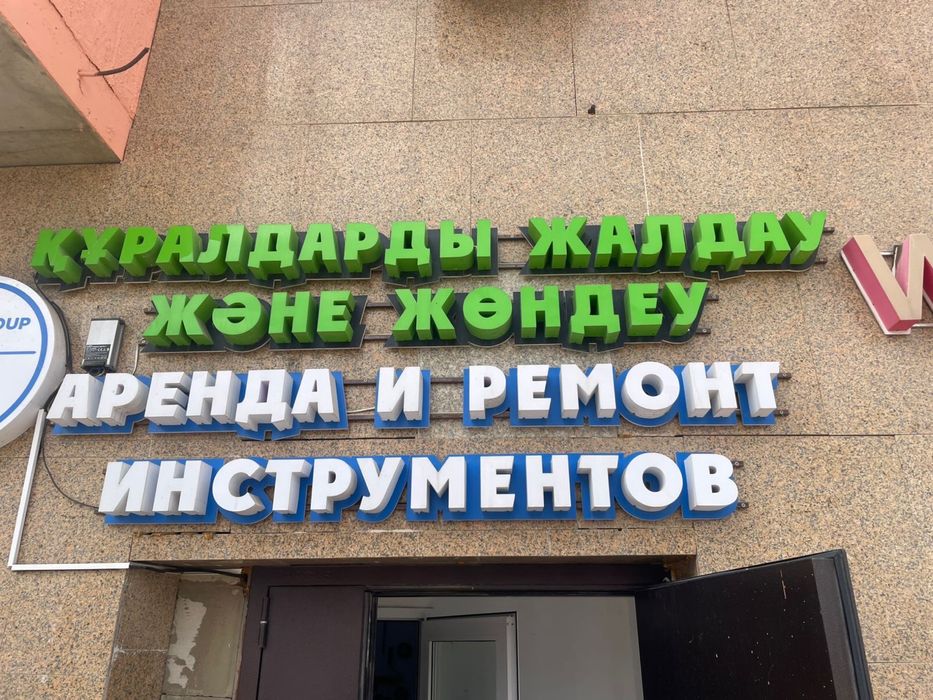 ҚҰРАЛДАРДЫ ЖАЛДАУ
ЖӘНЕ ЖӨНДЕУ
АРЕНДА И РЕМОНТ
ИНСТРУМЕНТОВ